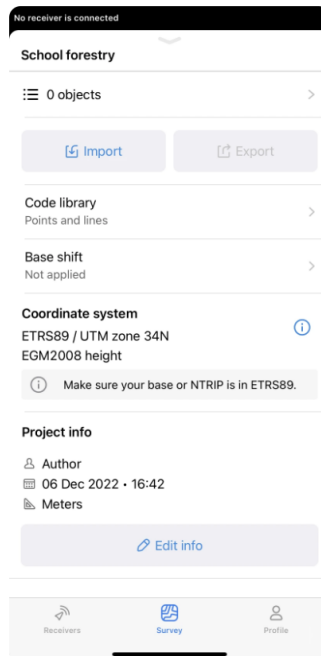 No receiver is connected
School forestry
0 objects
Import
Export
Code library
Points and lines
Base shift
Not applied
Coordinate system
ETRS89 / UTM zone 34N
EGM2008 height
Make sure your base or NTRIP is in ETRS89.
Project info
Author
06 Dec 2022 • 16:42
Meters
Edit info
Receivers
Survey
Profile